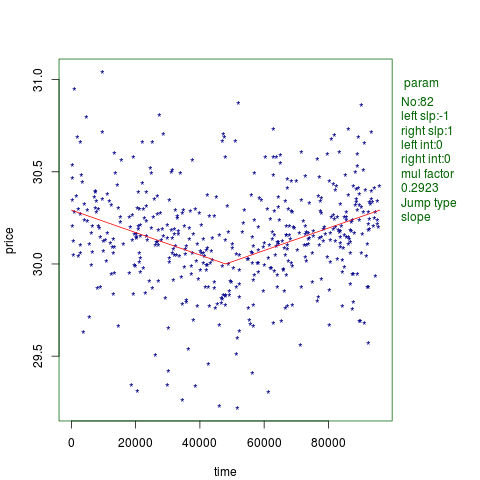 param
No:82
left slp:-1
right slp:1
left int:0
right int:0
mul factor
0.2923
Jump type
slope
price
31.0
30.5
30.0
29.5
0 20000 40000 60000 80000
time